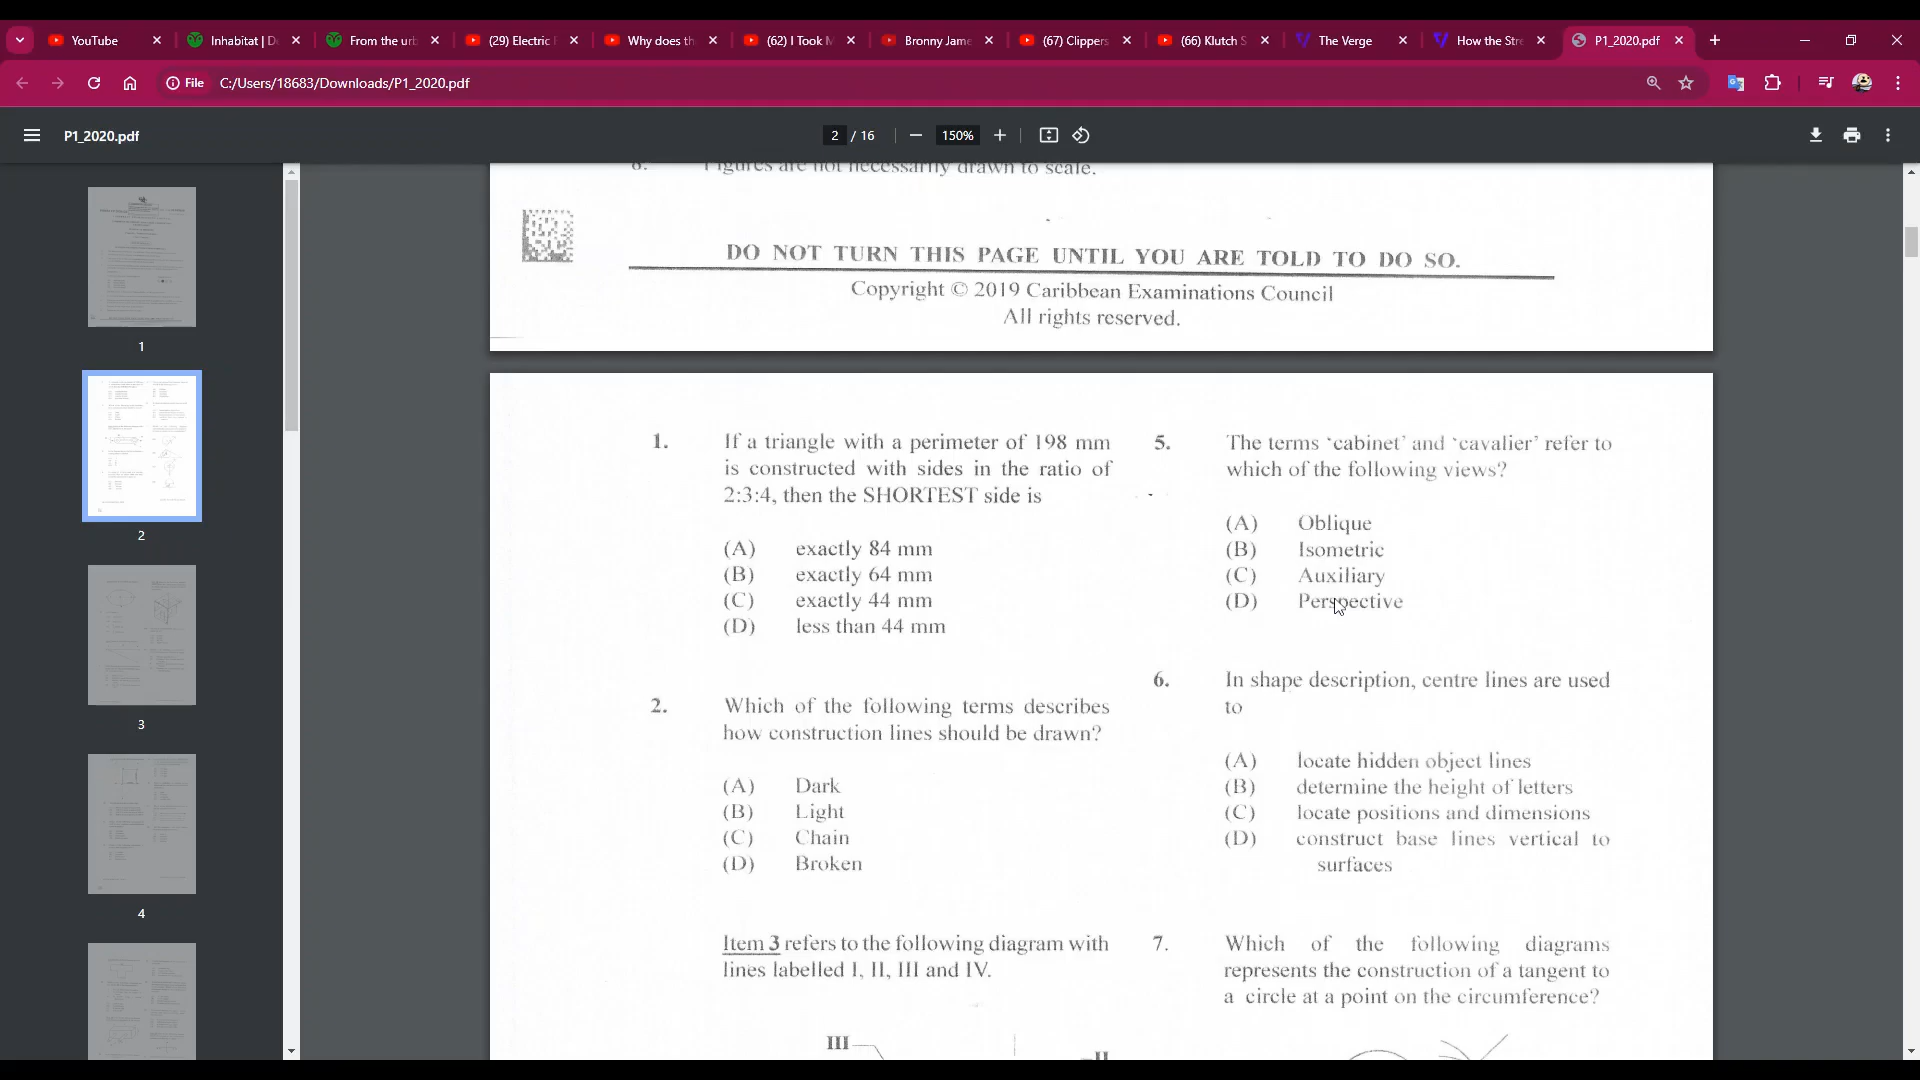 YouTube
Inhabitat | D
From the urb
(29) Electric
Why does th
(62) I Took M
Bronny Jame
(67) Clippers
(66) Klutch S
The Verge
How the Stre
P1_2020.pdf
File
C:/Users/18683/Downloads/P1_2020.pdf
P1_2020.pdf
2 / 16
150%
1
2
3
4
Figures are not necessarily drawn to scale.
DO NOT TURN THIS PAGE UNTIL YOU ARE TOLD TO DO SO.
Copyright © 2019 Caribbean Examinations Council
All rights reserved.
1. If a triangle with a perimeter of 198 mm
is constructed with sides in the ratio of
2:3:4, then the SHORTEST side is
(A) exactly 84 mm
(B) exactly 64 mm
(C) exactly 44 mm
(D) less than 44 mm
2. Which of the following terms describes
how construction lines should be drawn?
(A) Dark
(B) Light
(C) Chain
(D) Broken
Item 3 refers to the following diagram with
lines labelled I, II, III and IV.
III
II
5. The terms ‘cabinet’ and ‘cavalier’ refer to
which of the following views?
(A) Oblique
(B) Isometric
(C) Auxiliary
(D) Perspective
6. In shape description, centre lines are used
to
(A) locate hidden object lines
(B) determine the height of letters
(C) locate positions and dimensions
(D) construct base lines vertical to
surfaces
7. Which of the following diagrams
represents the construction of a tangent to
a circle at a point on the circumference?